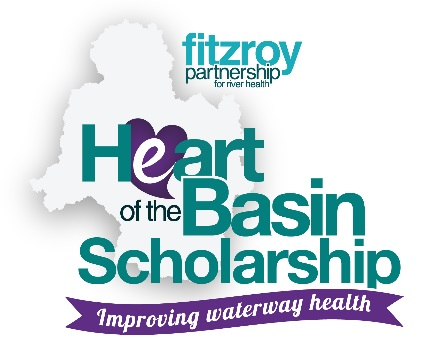 fitzroy
partnership
for river health
Heart
of the Basin
Scholarship
Improving waterway health